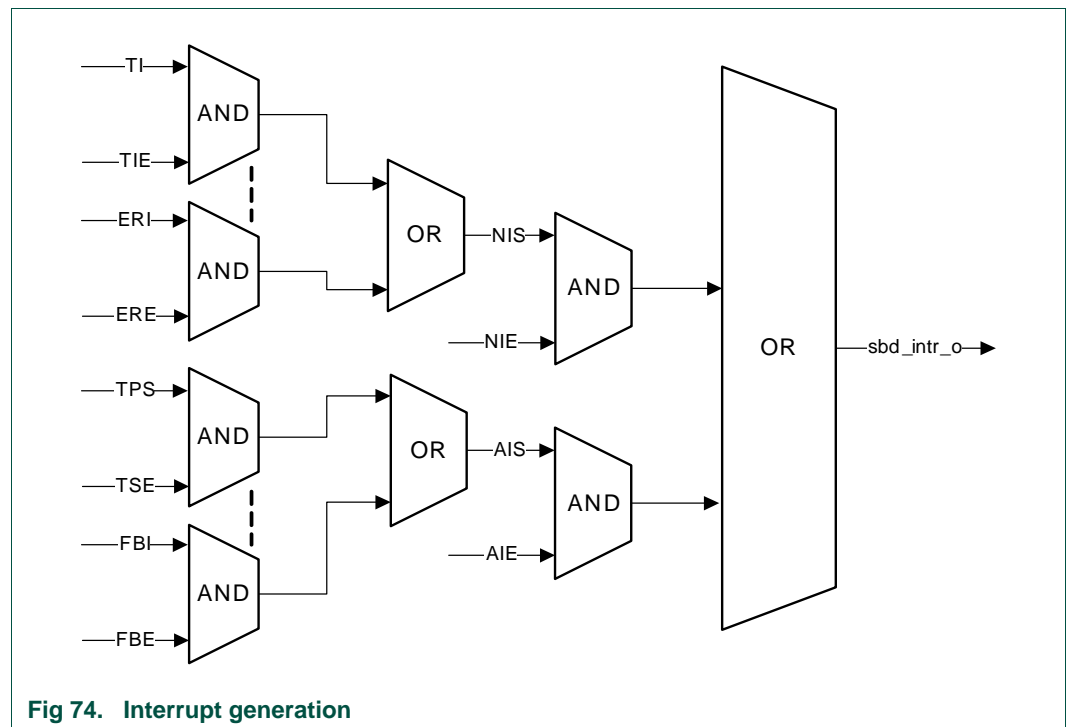 TI
AND
TIE
ERI
AND
ERE
OR
NIS
AND
NIE
TPS
AND
TSE
FBI
AND
FBE
OR
AIS
AND
AIE
OR
sbd_intr_o
Fig 74. Interrupt generation